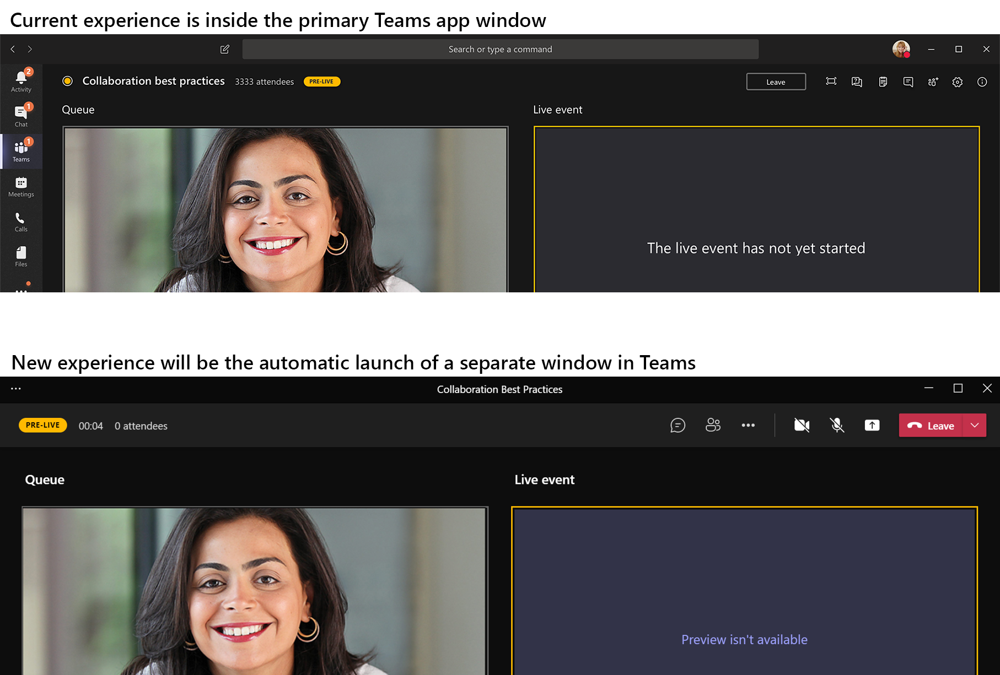 Current experience is inside the primary Teams app window
Search or type a command
2
Activity
Collaboration best practices 3333 attendees PRE-LIVE Leave
1
Chat
Queue Live event
1
Teams
Meetings
Calls
The live event has not yet started
Files
New experience will be the automatic launch of a separate window in Teams
Collaboration Best Practices
PRE-LIVE 00:04 0 attendees Leave
Queue Live event
Preview isn't available